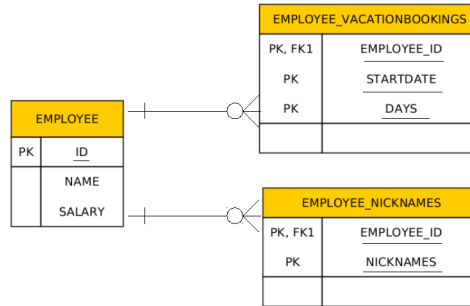 EMPLOYEE_VACATIONBOOKINGS
PK, FK1 EMPLOYEE_ID
PK STARTDATE
PK DAYS
EMPLOYEE
PK ID
NAME
SALARY
EMPLOYEE_NICKNAMES
PK, FK1 EMPLOYEE_ID
PK NICKNAMES